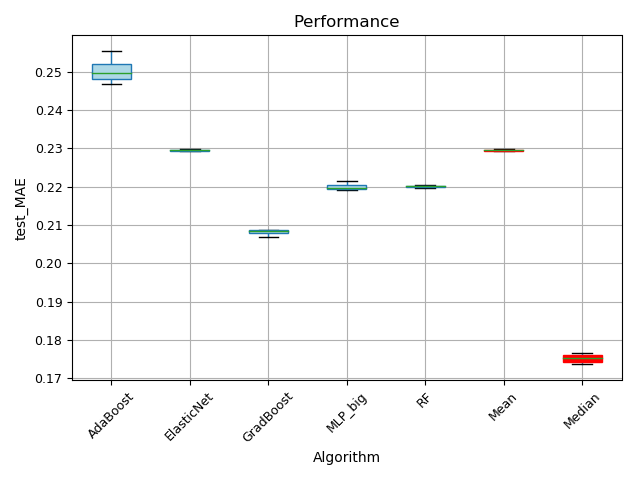 Performance
test_MAE
0.25
0.24
0.23
0.22
0.21
0.20
0.19
0.18
0.17
AdaBoost
ElasticNet
GradBoost
MLP_big
RF
Mean
Median
Algorithm